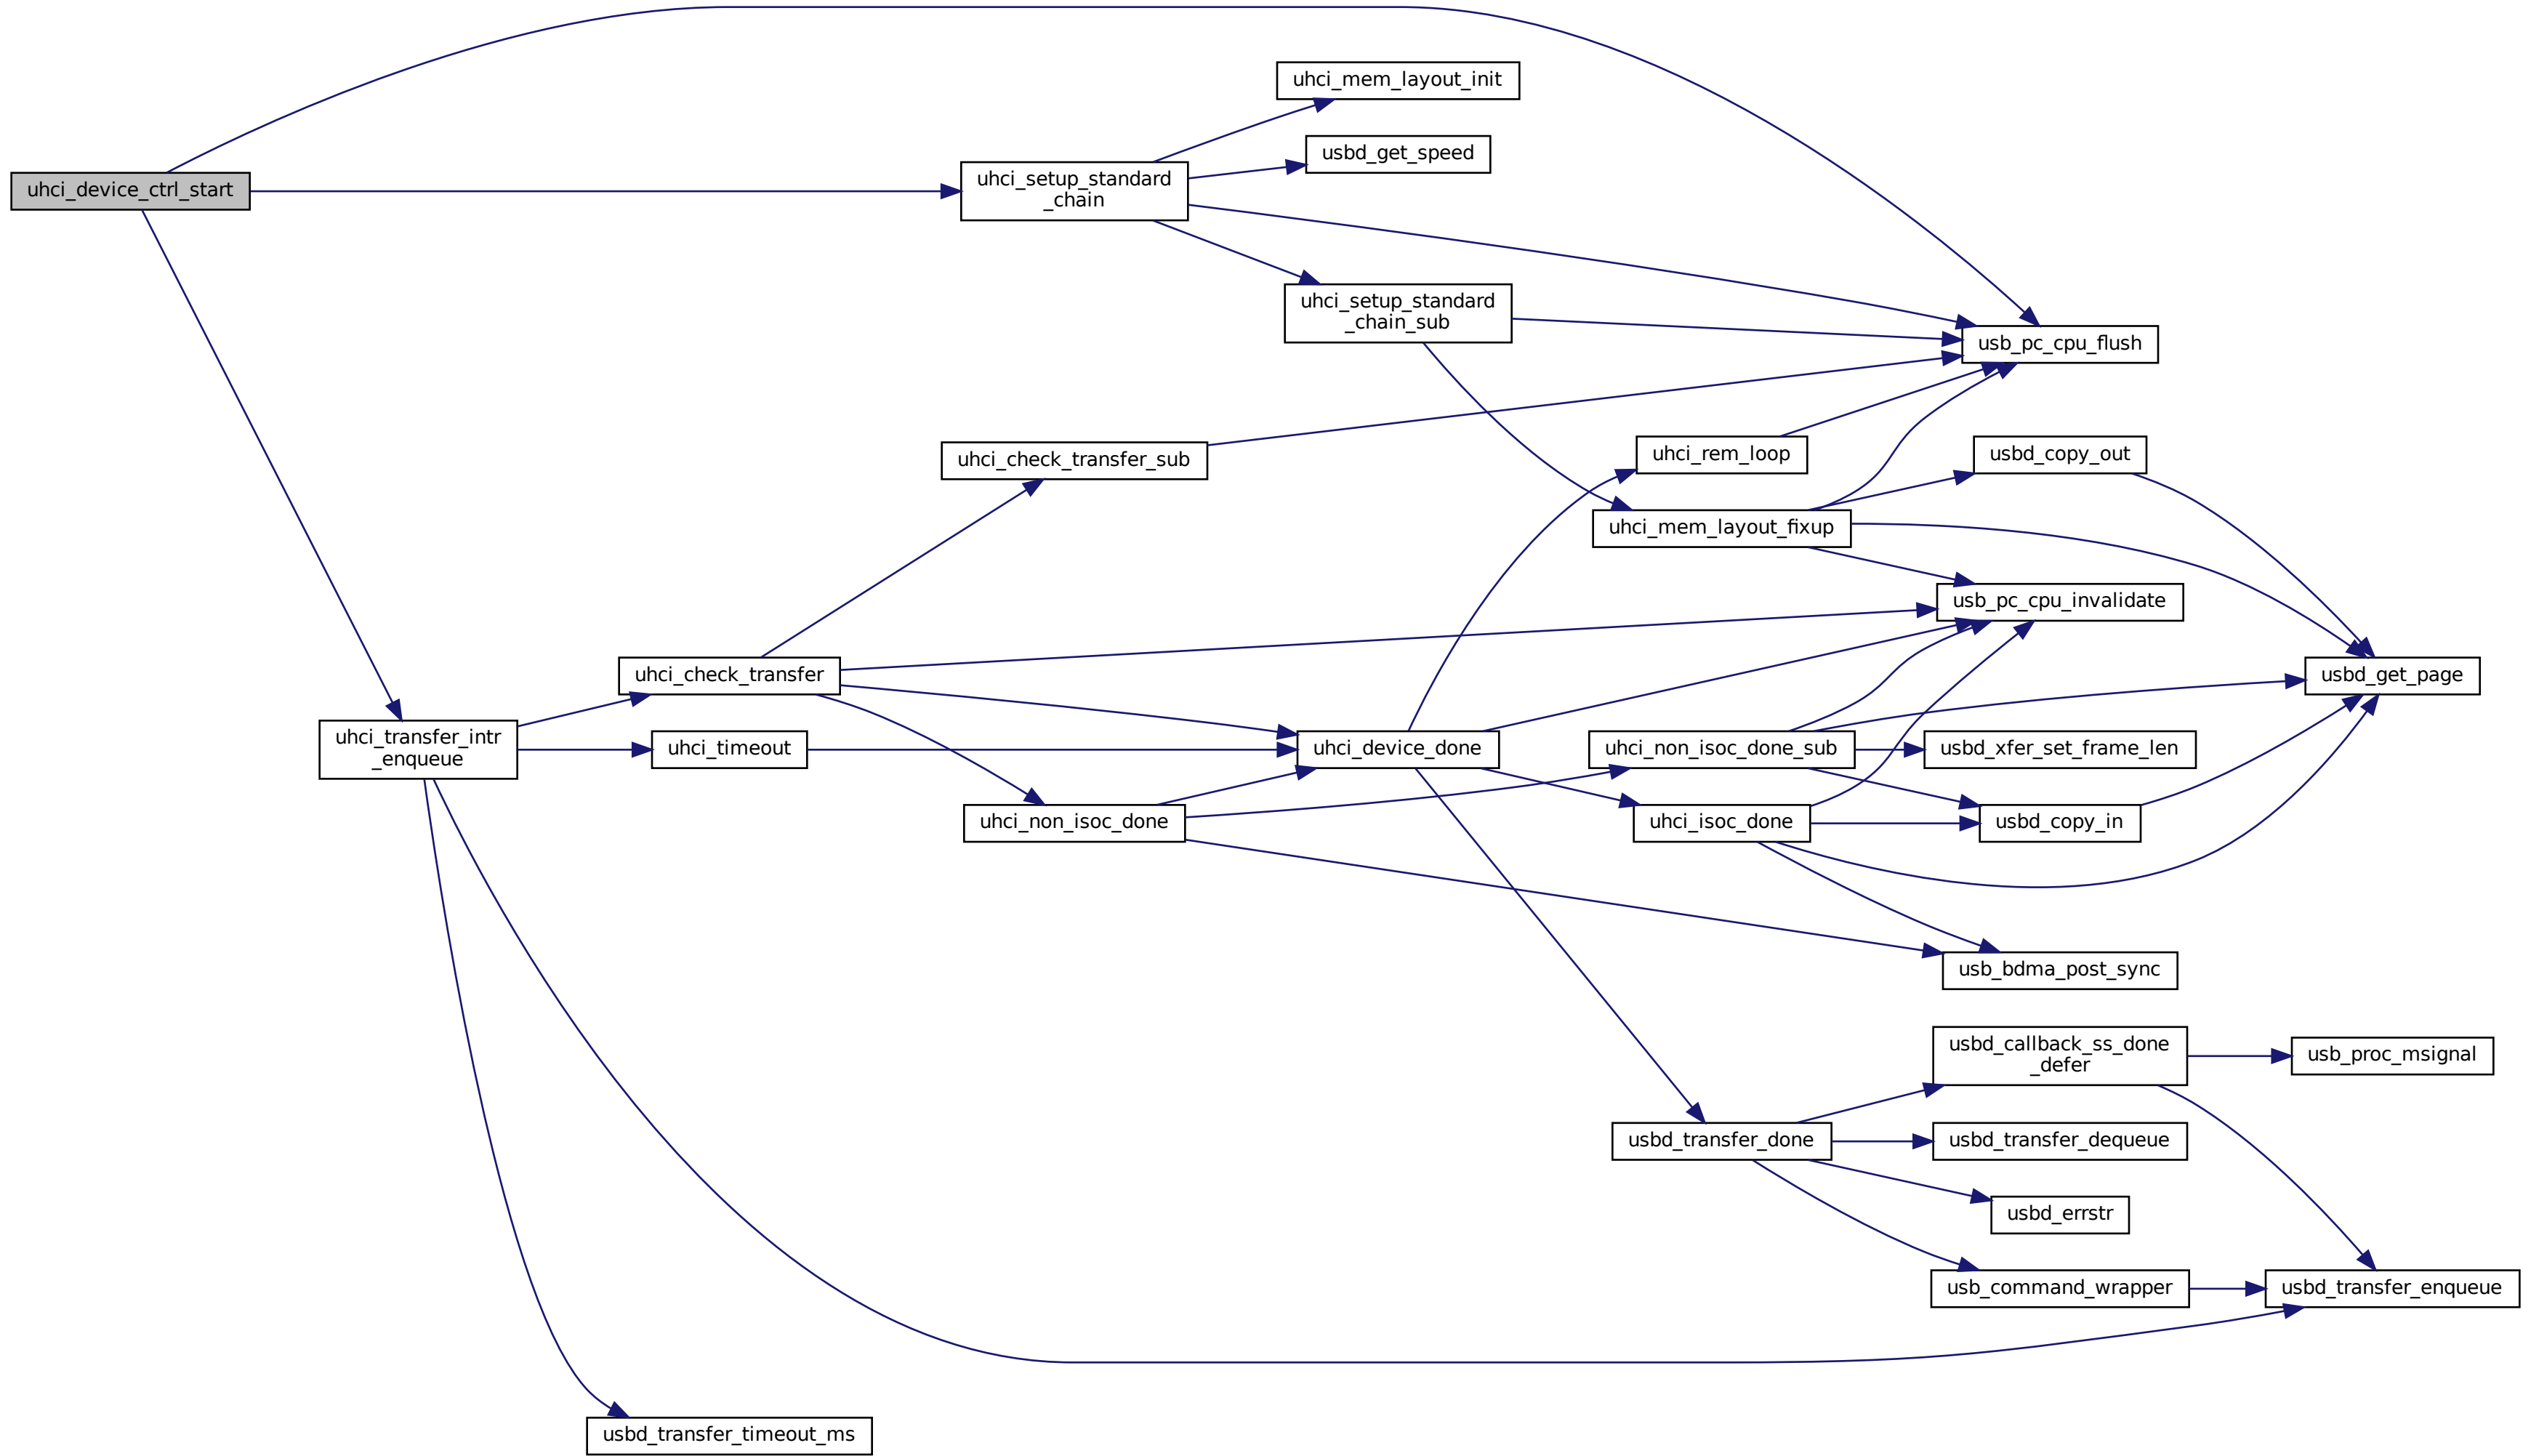 uhci_mem_layout_init
usbd_get_speed
uhci_device_ctrl_start
uhci_setup_standard
_chain
uhci_setup_standard
_chain_sub
usb_pc_cpu_flush
uhci_check_transfer_sub
uhci_rem_loop
usbd_copy_out
uhci_mem_layout_fixup
usb_pc_cpu_invalidate
uhci_check_transfer
usbd_get_page
uhci_transfer_intr
_enqueue
uhci_timeout
uhci_device_done
uhci_non_isoc_done_sub
usbd_xfer_set_frame_len
uhci_non_isoc_done
uhci_isoc_done
usbd_copy_in
usb_bdma_post_sync
usbd_callback_ss_done
_defer
usb_proc_msignal
usbd_transfer_done
usbd_transfer_dequeue
usbd_errstr
usb_command_wrapper
usbd_transfer_enqueue
usbd_transfer_timeout_ms